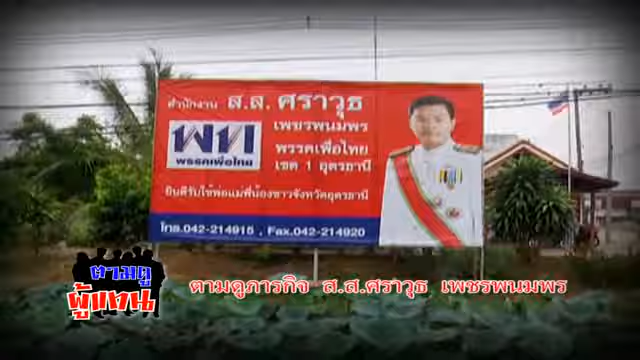 สำนักงาน ส.ส. ศราวุธ
เพชรพนมพร
พรรคเพื่อไทย
เขต 1 อุดรธานี
พท
พรรคเพื่อไทย
ยินดีรับใช้พ่อแม่พี่น้องชาวจังหวัดอุดรธานี
โทร.042-214915 , Fax.042-214920
ตามดู
ผู้แทน
ตามดูภารกิจ ส.ส.ศราวุธ เพชรพนมพร